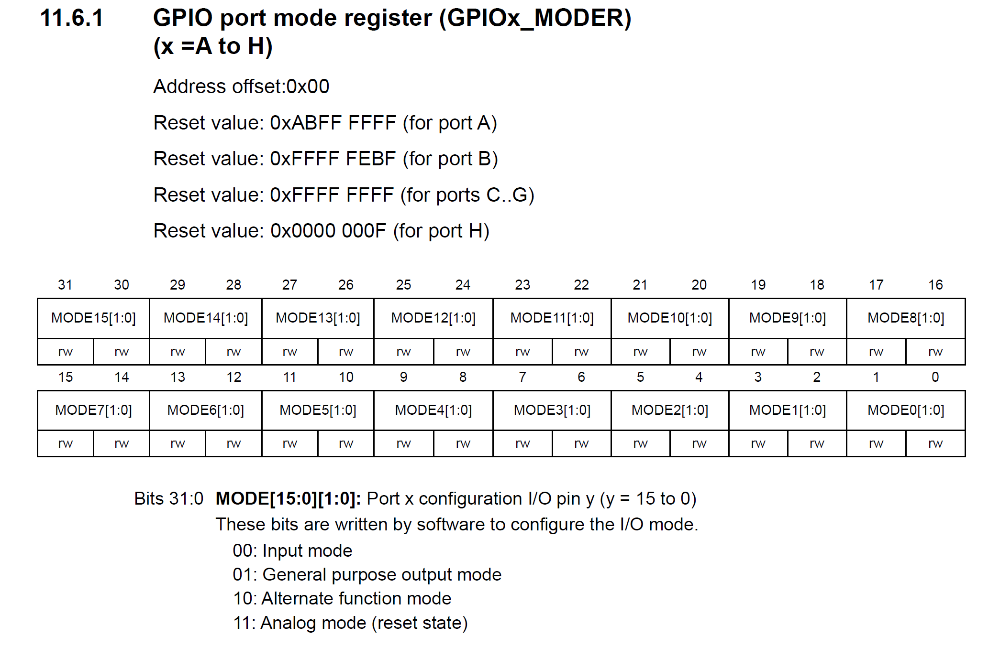 11.6.1 GPIO port mode register (GPIOx_MODER)
(x =A to H)
Address offset:0x00
Reset value: 0xABFF FFFF (for port A)
Reset value: 0xFFFF FEBF (for port B)
Reset value: 0xFFFF FFFF (for ports C..G)
Reset value: 0x0000 000F (for port H)
31 30 29 28 27 26 25 24 23 22 21 20 19 18 17 16
MODE15[1:0] MODE14[1:0] MODE13[1:0] MODE12[1:0] MODE11[1:0] MODE10[1:0] MODE9[1:0] MODE8[1:0]
rw rw rw rw rw rw rw rw rw rw rw rw rw rw rw rw
15 14 13 12 11 10 9 8 7 6 5 4 3 2 1 0
MODE7[1:0] MODE6[1:0] MODE5[1:0] MODE4[1:0] MODE3[1:0] MODE2[1:0] MODE1[1:0] MODE0[1:0]
rw rw rw rw rw rw rw rw rw rw rw rw rw rw rw rw
Bits 31:0 MODE[15:0][1:0]: Port x configuration I/O pin y (y = 15 to 0)
These bits are written by software to configure the I/O mode.
00: Input mode
01: General purpose output mode
10: Alternate function mode
11: Analog mode (reset state)